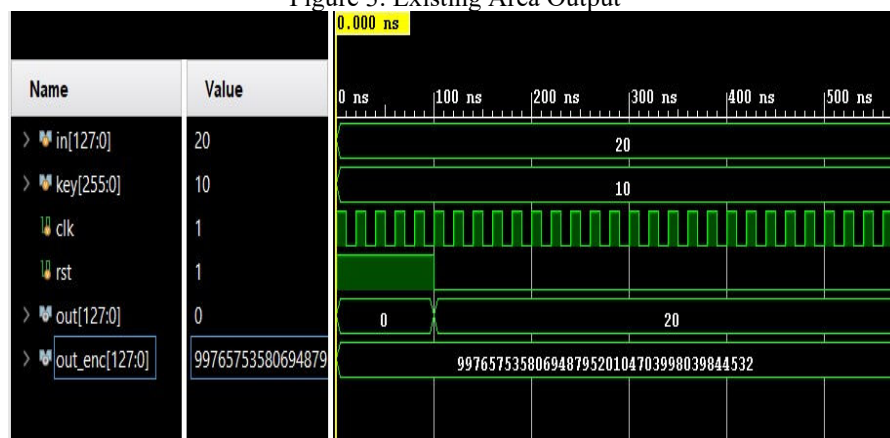 Existing Area Output
0.000 ns
Name Value 0 ns 100 ns 200 ns 300 ns 400 ns 500 ns
in[127:0] 20 20
key[255:0] 10 10
clk 1
rst 1
out[127:0] 0 0 20
out_enc[127:0] 99765753580694879 99765753580694879520104703998039844532